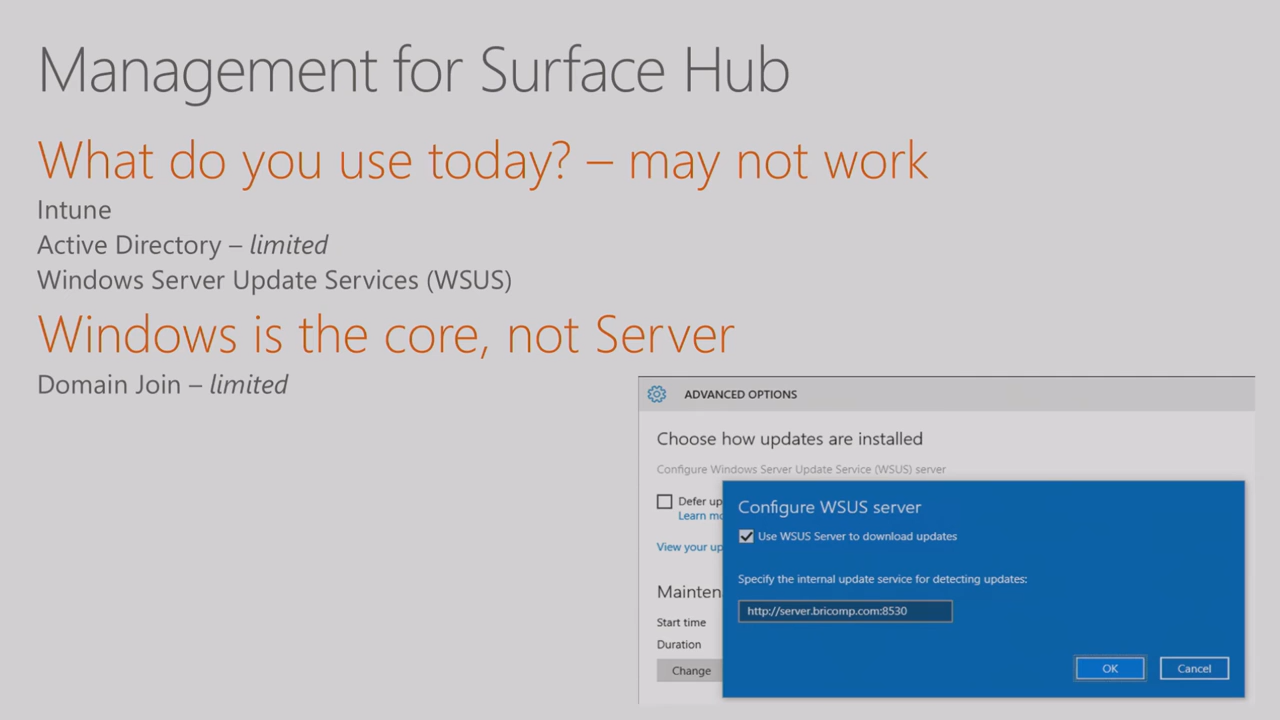 Management for Surface Hub
What do you use today? – may not work
Intune
Active Directory – limited
Windows Server Update Services (WSUS)
Windows is the core, not Server
Domain Join – limited
ADVANCED OPTIONS
Choose how updates are installed
Configure Windows Server Update Service (WSUS) server
Defer up
Learn mo
View your up
Mainten
Start time
Duration
Change
Configure WSUS server
Use WSUS Server to download updates
Specify the internal update service for detecting updates:
http://server.bricomp.com:8530
OK
Cancel